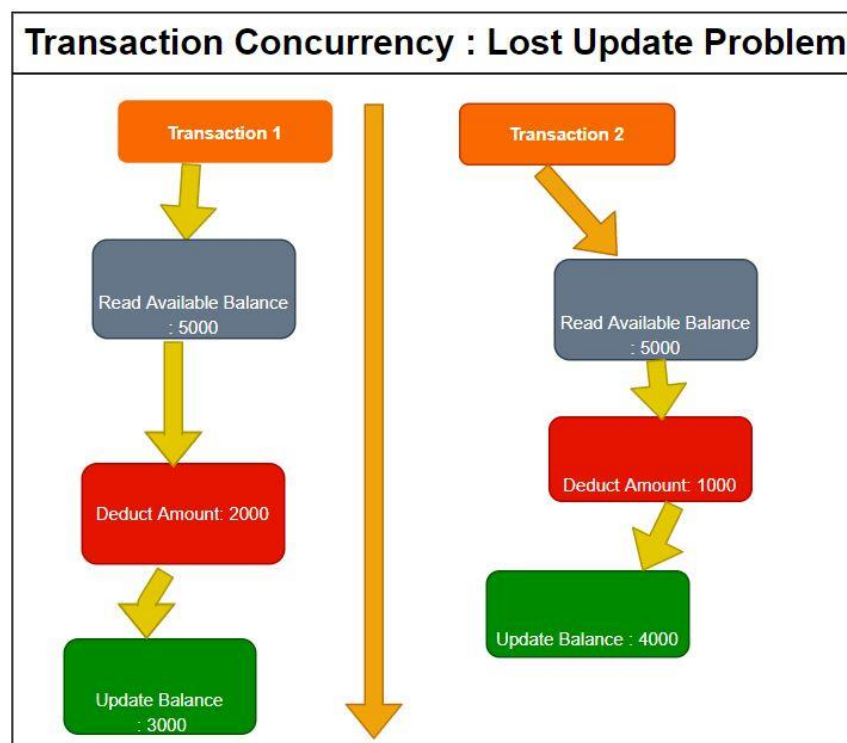 Transaction Concurrency : Lost Update Problem
Transaction 1
Transaction 2
Read Available Balance
: 5000
Read Available Balance
: 5000
Deduct Amount: 2000
Deduct Amount: 1000
Update Balance : 4000
Update Balance
: 3000